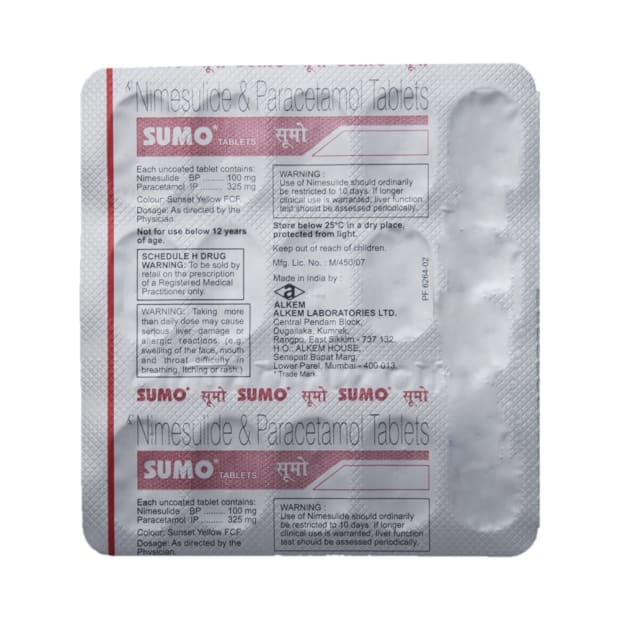 सूमो SUMO सूमो SUMO
Nimesulide & Paracetamol Tablets
SUMO TABLETS सूमो
Each uncoated tablet contains:
Nimesulide BP ........ 100 mg
Paracetamol IP ........ 325 mg
Colour: Sunset Yellow FCF.
Dosage: As directed by the
Physician.
Not for use below 12 years
of age.
SCHEDULE H DRUG
WARNING: To be sold by
retail on the prescription
of a Registered Medical
Practitioner only.
WARNING: Taking more
than daily dose may cause
serious liver damage or
allergic reactions (e.g.
swelling of the face, mouth
and throat difficulty in
breathing, Itching or rash.)
WARNING :
Use of Nimesulide should ordinarily
be restricted to 10 days. If longer
clinical use is warranted, liver function
test should be assessed periodically.
Store below 25°C in a dry place,
protected from light.
Keep out of reach of children.
Mfg. Lic. No. : M/450/07
Made in India by :
a
ALKEM
ALKEM LABORATORIES LTD.
Central Pendam Block,
Dugalaka, Kumrek,
Rangpo, East Sikkim - 737 132.
H.O.: ALKEM HOUSE,
Senapati Bapat Marg,
Lower Parel, Mumbai - 400 013.
* Trade Mark
PF 6264-02
SUMO* सूमो SUMO* सूमो SUMO* सूमो
Nimesulide & Paracetamol Tablets
SUMO* TABLETS सूमो
Each uncoated tablet contains:
Nimesulide BP ........ 100 mg
Paracetamol IP ........ 325 mg
Colour: Sunset Yellow FCF.
Dosage: As directed by the
Physician.
WARNING :
Use of Nimesulide should ordinarily
be restricted to 10 days. If longer
clinical use is warranted, liver function
test should be assessed periodically.